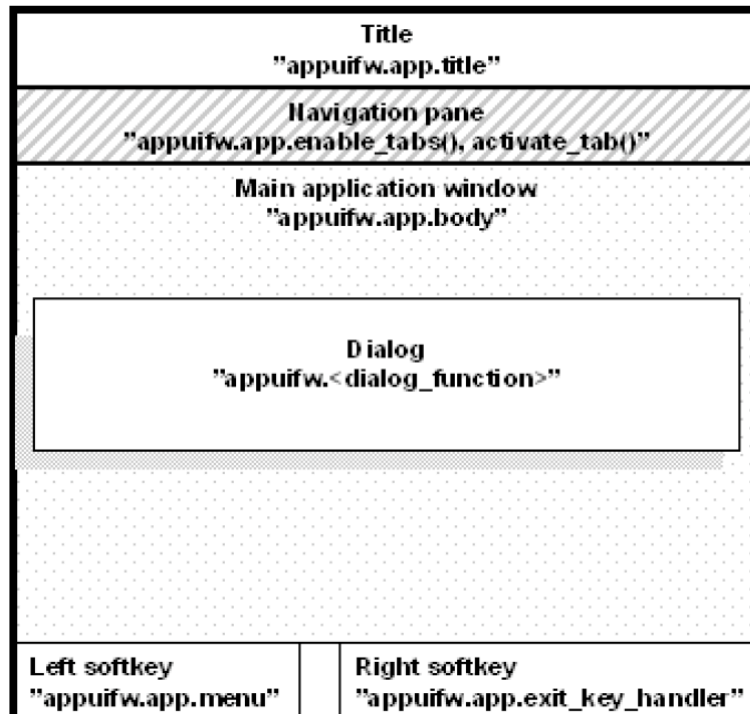 Title
”appuifw.app.title”
Navigation pane
”appuifw.app.enable_tabs(), activate_tab()”
Main application window
”appuifw.app.body”
Dialog
”appuifw.<dialog_function>”
Left softkey
”appuifw.app.menu”
Right softkey
”appuifw.app.exit_key_handler”